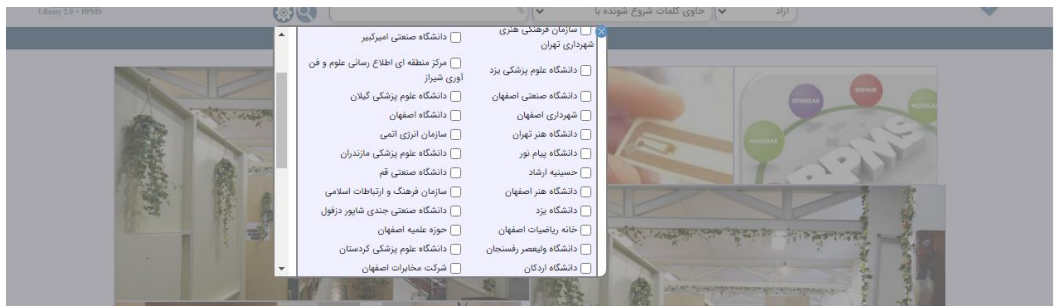 Library 2.0 + BPMS
آزاد
حاوی کلمات شروع شونده با
%
سازمان فرهنگی هنری
شهرداری تهران
دانشگاه صنعتی امیرکبیر
دانشگاه علوم پزشکی یزد
مرکز منطقه ای اطلاع رسانی علوم و فن
آوری شیراز
دانشگاه صنعتی اصفهان
دانشگاه علوم پزشکی گیلان
شهرداری اصفهان
دانشگاه اصفهان
دانشگاه هنر تهران
سازمان انرژی اتمی
دانشگاه پیام نور
دانشگاه علوم پزشکی مازندران
حسینیه ارشاد
دانشگاه صنعتی قم
دانشگاه هنر اصفهان
سازمان فرهنگ و ارتباطات اسلامی
دانشگاه یزد
دانشگاه صنعتی جندی شاپور دزفول
خانه ریاضیات اصفهان
حوزه علمیه اصفهان
دانشگاه ولیعصر رفسنجان
دانشگاه علوم پزشکی کردستان
دانشگاه اردکان
شرکت مخابرات اصفهان
BPMS